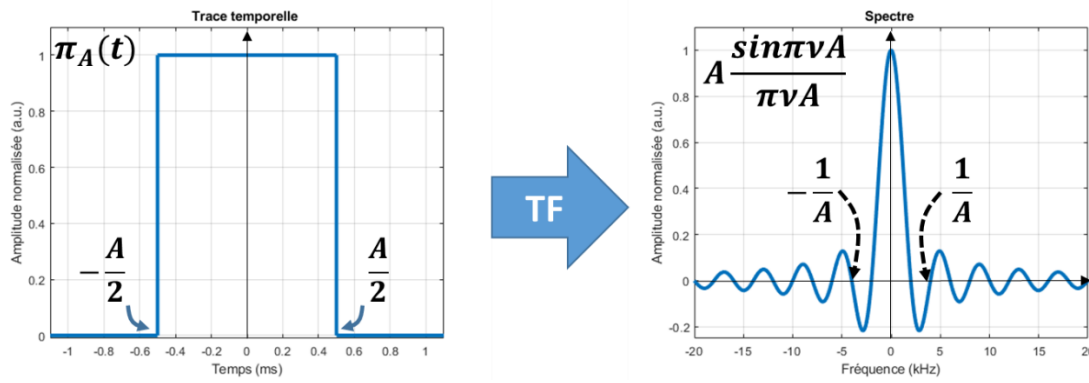 Trace temporelle
π_A(t)
Amplitude normalisée (a.u.)
1
0.8
0.6
0.4
0.2
0
-A/2
A/2
-1 -0.8 -0.6 -0.4 -0.2 0 0.2 0.4 0.6 0.8 1
Temps (ms)
TF
Spectre
A sinπνA/πνA
Amplitude normalisée (a.u.)
1
0.8
0.6
0.4
0.2
0
-0.2
-1/A
1/A
-20 -15 -10 -5 0 5 10 15 20
Fréquence (kHz)